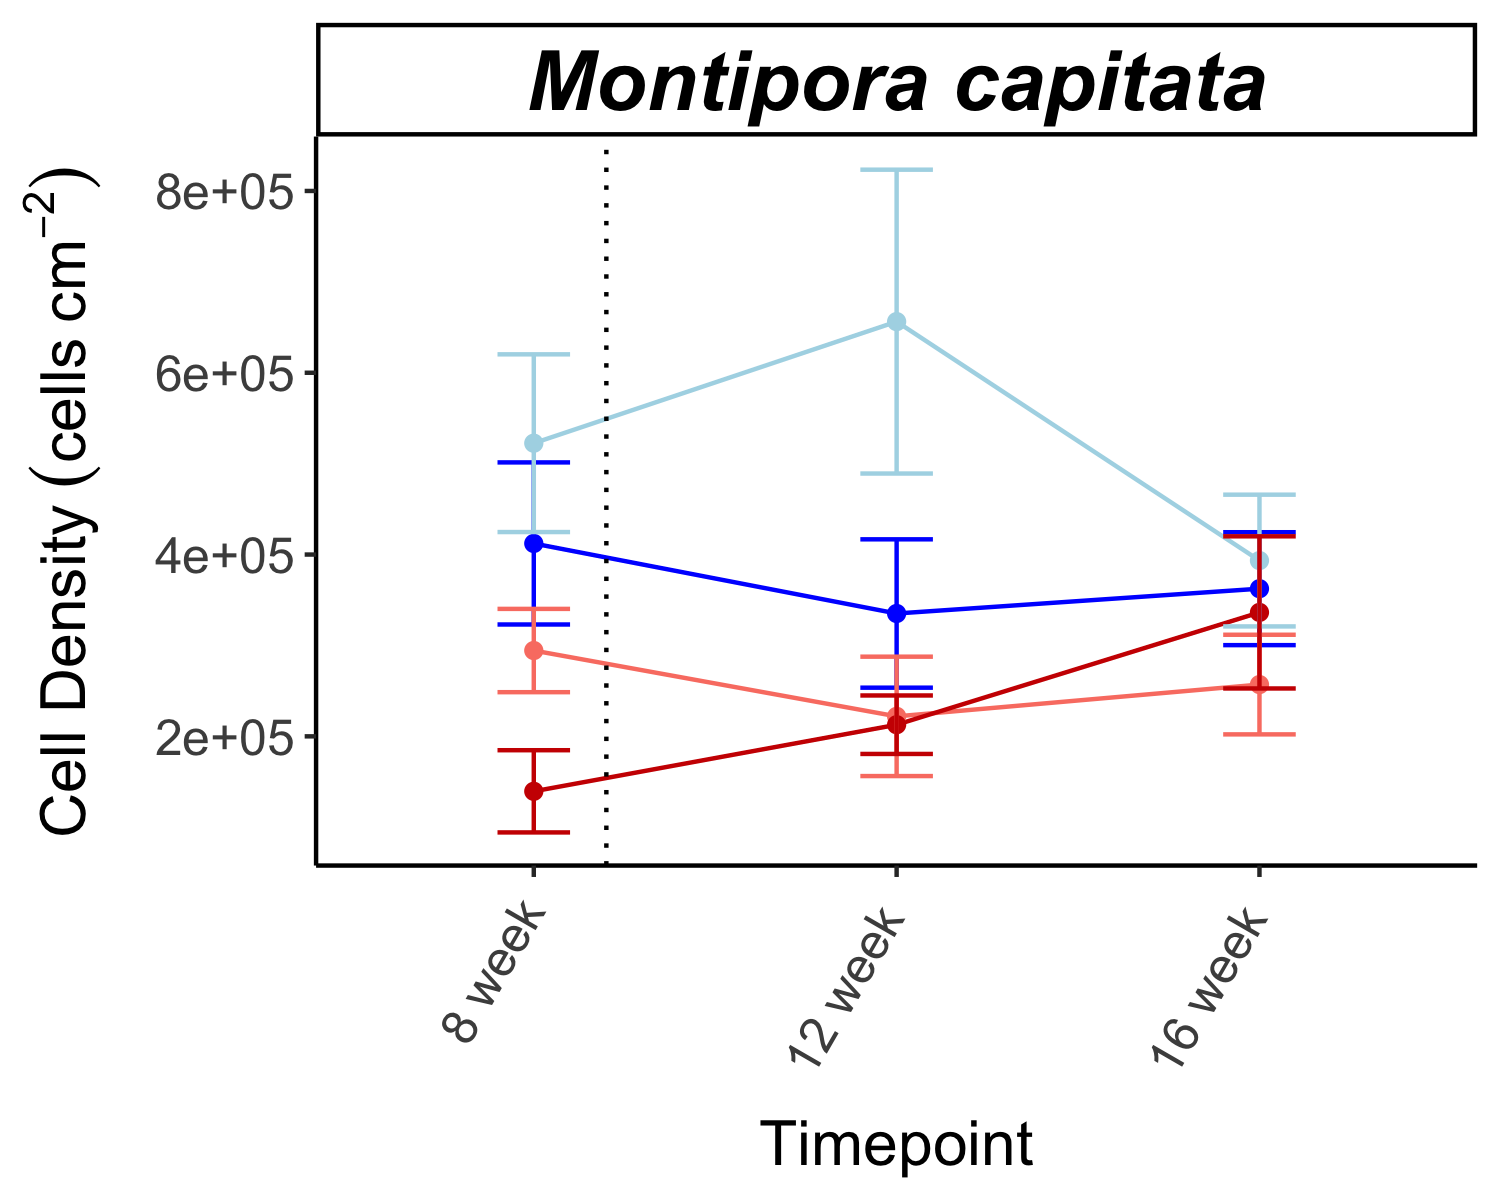 Montipora capitata
Cell Density (cells cm⁻²)
8e+05
6e+05
4e+05
2e+05
8 week
12 week
16 week
Timepoint